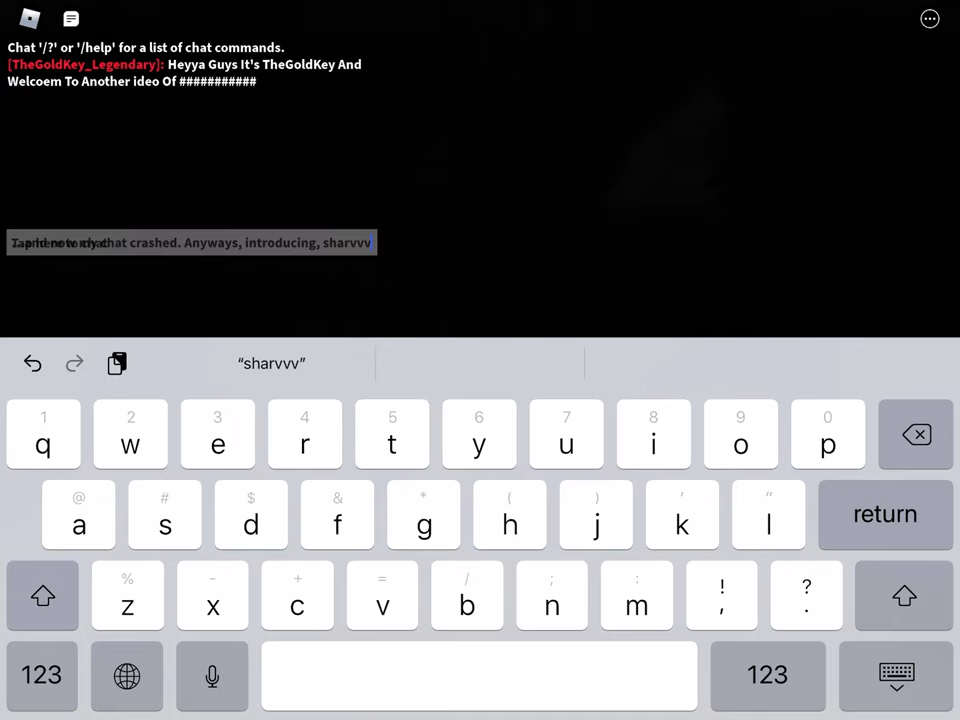 Chat '/?' or '/help' for a list of chat commands.
[TheGoldKey_Legendary]: Heyya Guys It's TheGoldKey And
Welcoem To Another ideo Of ###########
chat crashed. Anyways, introducing, sharvvv
“sharvvv”
1 2 3 4 5 6 7 8 9 0
q w e r t y u i o p
@ # $ & * ( ) ' "
a s d f g h j k l return
% - + = / ; : ! ?
z x c v b n m , .
123 123